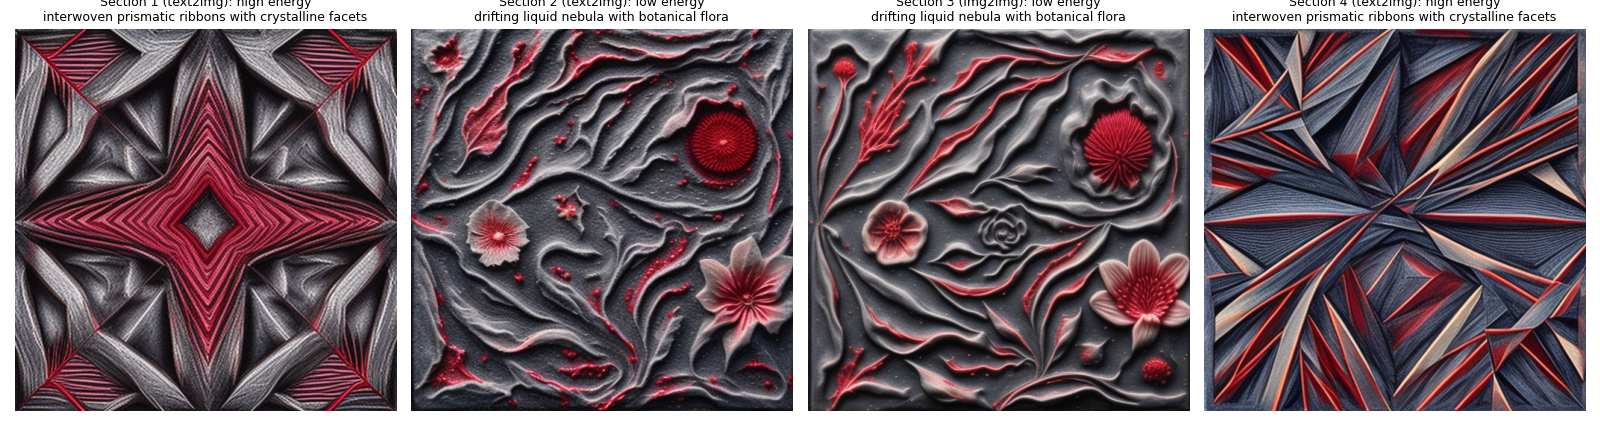 Section 1 (text2img): high energy
interwoven prismatic ribbons with crystalline facets
Section 2 (text2img): low energy
drifting liquid nebula with botanical flora
Section 3 (img2img): low energy
drifting liquid nebula with botanical flora
Section 4 (text2img): high energy
interwoven prismatic ribbons with crystalline facets